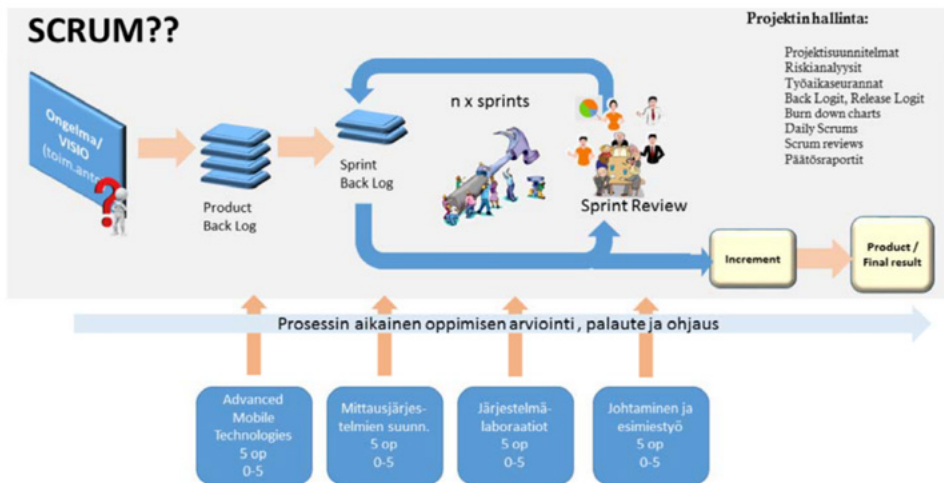 SCRUM??
Projektin hallinta:
Projektisuunnitelmat
Riskianalyysit
Työaikaseurannat
Back Logit, Release Logit
Burn down charts
Daily Scrums
Scrum reviews
Päätösraportit
Ongelma/
VISIO
(toim.anto
Product
Back Log
Sprint
Back Log
n x sprints
Sprint Review
Increment
Product /
Final result
Prosessin aikainen oppimisen arviointi , palaute ja ohjaus
Advanced
Mobile
Technologies
5 op
0-5
Mittausjärjes-
telmien suunn.
5 op
0-5
Järjestelmä-
laboraatiot
5 op
0-5
Johtaminen ja
esimiestyö
5 op
0-5